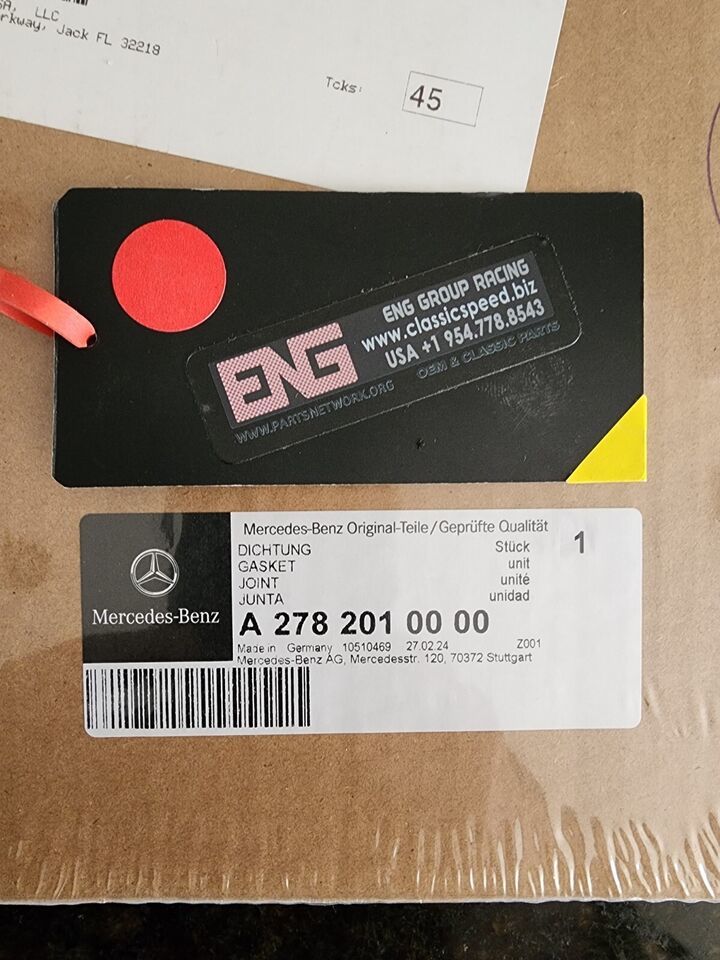 LLC
Jack FL 32219
Tcks:
45
ENG GROUP RACING
www.classicspeed.biz
USA +1 954.778.8543
ENG
OEM & CLASSIC PARTS
WWW.PARTSNETWORK.ORG
Mercedes-Benz Original-Teile/Geprüfte Qualität
DICHTUNG Stück 1
GASKET unit
JOINT unité
JUNTA unidad
Mercedes-Benz
A 278 201 00 00
Made in Germany 10510469 27.02.24 Z001
Mercedes-Benz AG, Mercedesstr. 120, 70372 Stuttgart